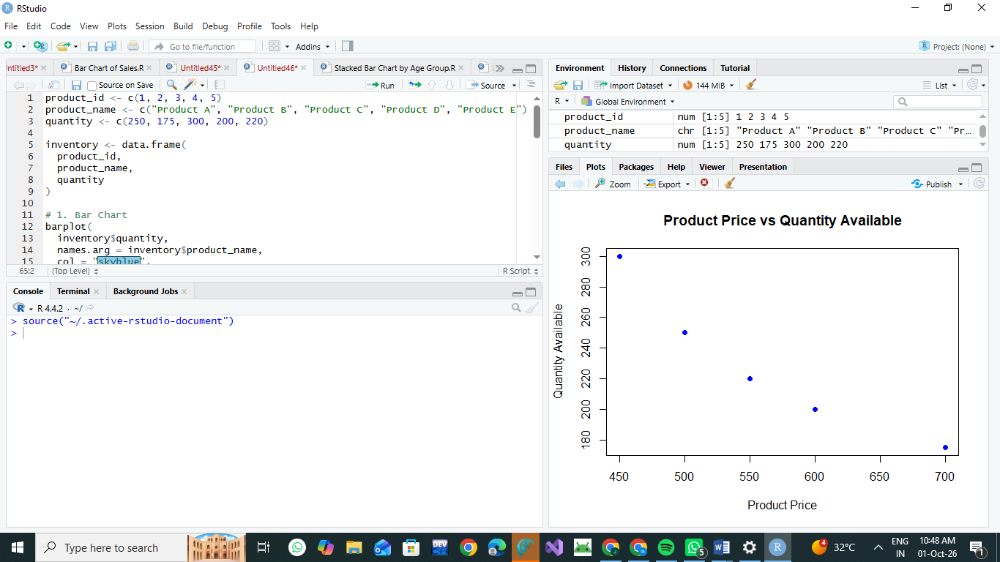 RStudio
File Edit Code View Plots Session Build Debug Profile Tools Help
Go to file/function Addins Project: (None)
ntitled3* Bar Chart of Sales.R Untitled45* Untitled46* Stacked Bar Chart by Age Group.R
Source on Save Run Source
1 product_id <- c(1, 2, 3, 4, 5)
2 product_name <- c("Product A", "Product B", "Product C", "Product D", "Product E")
3 quantity <- c(250, 175, 300, 200, 220)
4
5 inventory <- data.frame(
6 product_id,
7 product_name,
8 quantity
9 )
10
11 # 1. Bar Chart
12 barplot(
13 inventory$quantity,
14 names.arg = inventory$product_name,
15 col = "skyblue",
65:2 (Top Level) R Script
Console Terminal Background Jobs
R 4.4.2 · ~/
> source("~/.active-rstudio-document")
>
Environment History Connections Tutorial
Import Dataset 144 MiB List
R Global Environment
product_id num [1:5] 1 2 3 4 5
product_name chr [1:5] "Product A" "Product B" "Product C" "Pr...
quantity num [1:5] 250 175 300 200 220
Files Plots Packages Help Viewer Presentation
Zoom Export Publish
Product Price vs Quantity Available
Quantity Available
300
280
260
240
220
200
180
450 500 550 600 650 700
Product Price
Type here to search
DEV
5
4
32°C
ENG
IN
10:48 AM
01-Oct-26
1